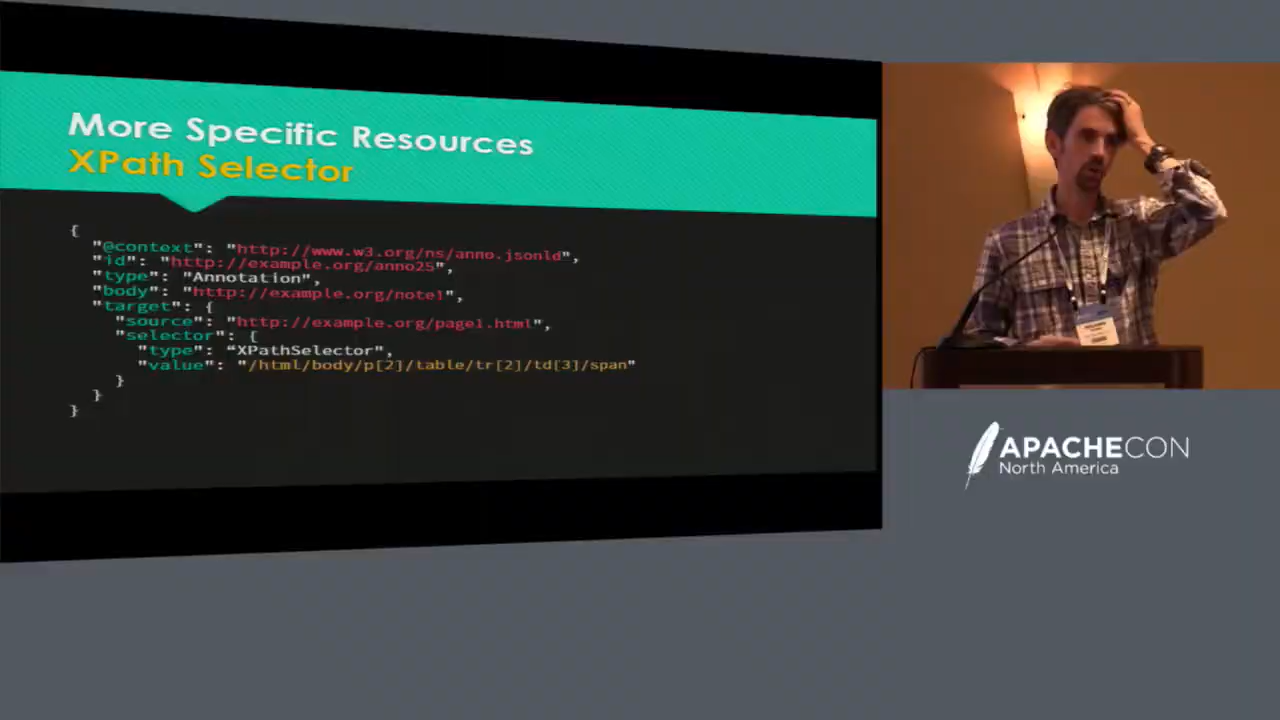 More Specific Resources
XPath Selector
{
"@context": "http://www.w3.org/ns/anno.jsonld",
"id": "http://example.org/anno25",
"type": "Annotation",
"body": "http://example.org/note1",
"target": {
"source": "http://example.org/page1.html",
"selector": {
"type": “XPathSelector",
"value": "/html/body/p[2]/table/tr[2]/td[3]/span"
}
}
}
APACHECON
North America